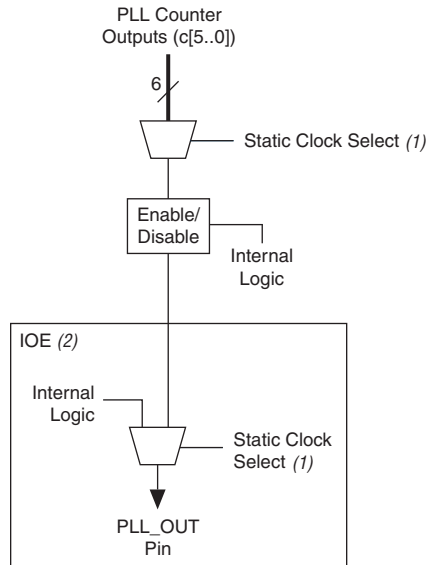 PLL Counter
Outputs (c[5..0])
6
Static Clock Select (1)
Enable/
Disable
Internal
Logic
IOE (2)
Internal
Logic
Static Clock
Select (1)
PLL_OUT
Pin